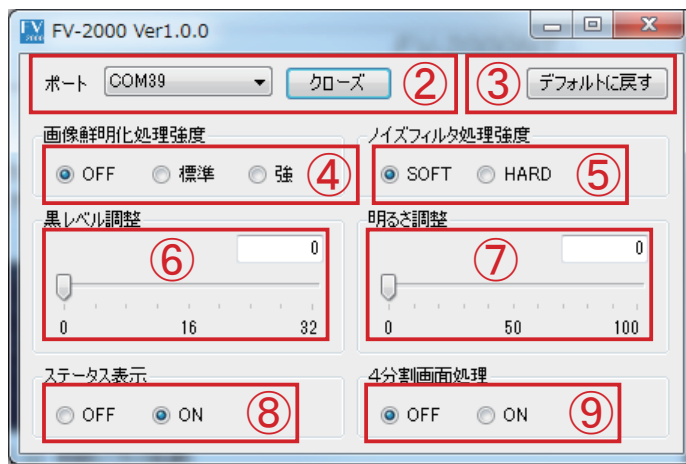 FV-2000 Ver1.0.0
ポート COM39 クローズ ② ③ デフォルトに戻す
画像鮮明化処理強度 ノイズフィルタ処理強度
OFF 標準 強 ④ SOFT HARD ⑤
黒レベル調整 明るさ調整
⑥ 0 ⑦ 0
0 16 32 0 50 100
ステータス表示 4分割画面処理
OFF ON ⑧ OFF ON ⑨